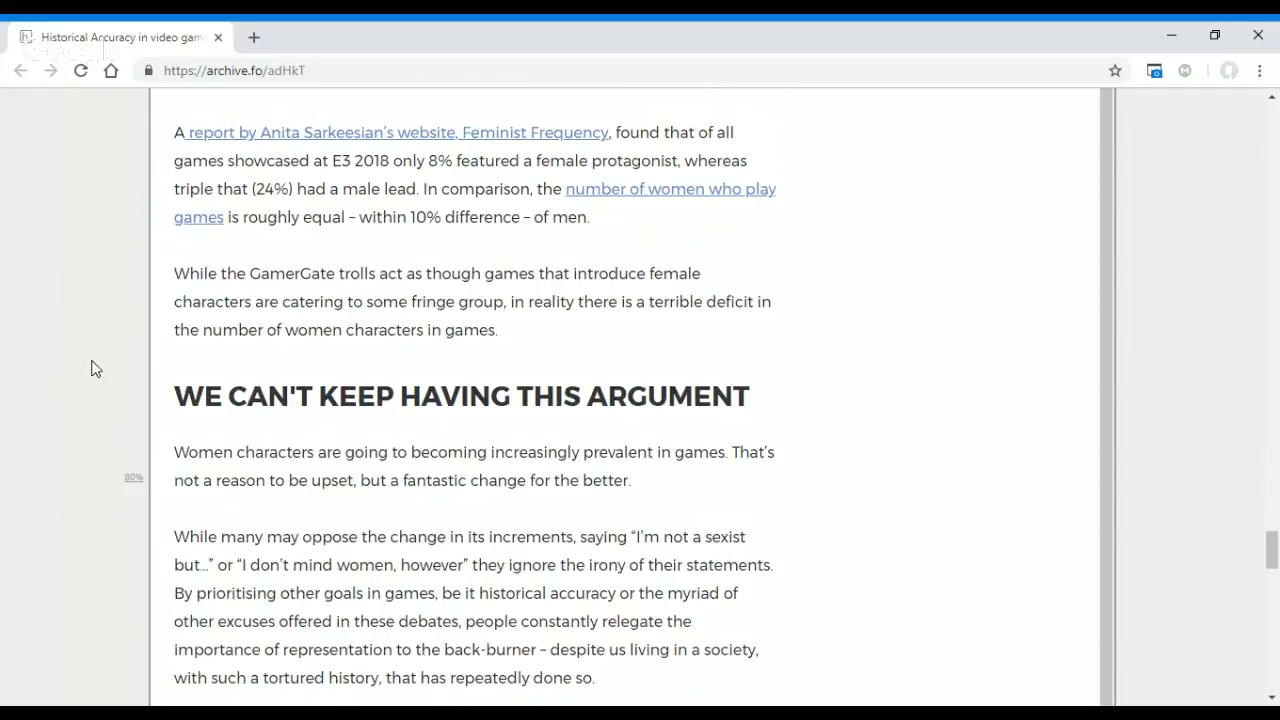 Historical Accuracy in video gam
https://archive.fo/adHkT
A report by Anita Sarkeesian's website, Feminist Frequency, found that of all
games showcased at E3 2018 only 8% featured a female protagonist, whereas
triple that (24%) had a male lead. In comparison, the number of women who play
games is roughly equal – within 10% difference – of men.
While the GamerGate trolls act as though games that introduce female
characters are catering to some fringe group, in reality there is a terrible deficit in
the number of women characters in games.
WE CAN'T KEEP HAVING THIS ARGUMENT
Women characters are going to becoming increasingly prevalent in games. That's
80%
not a reason to be upset, but a fantastic change for the better.
While many may oppose the change in its increments, saying “I'm not a sexist
but…” or “I don't mind women, however” they ignore the irony of their statements.
By prioritising other goals in games, be it historical accuracy or the myriad of
other excuses offered in these debates, people constantly relegate the
importance of representation to the back-burner – despite us living in a society,
with such a tortured history, that has repeatedly done so.